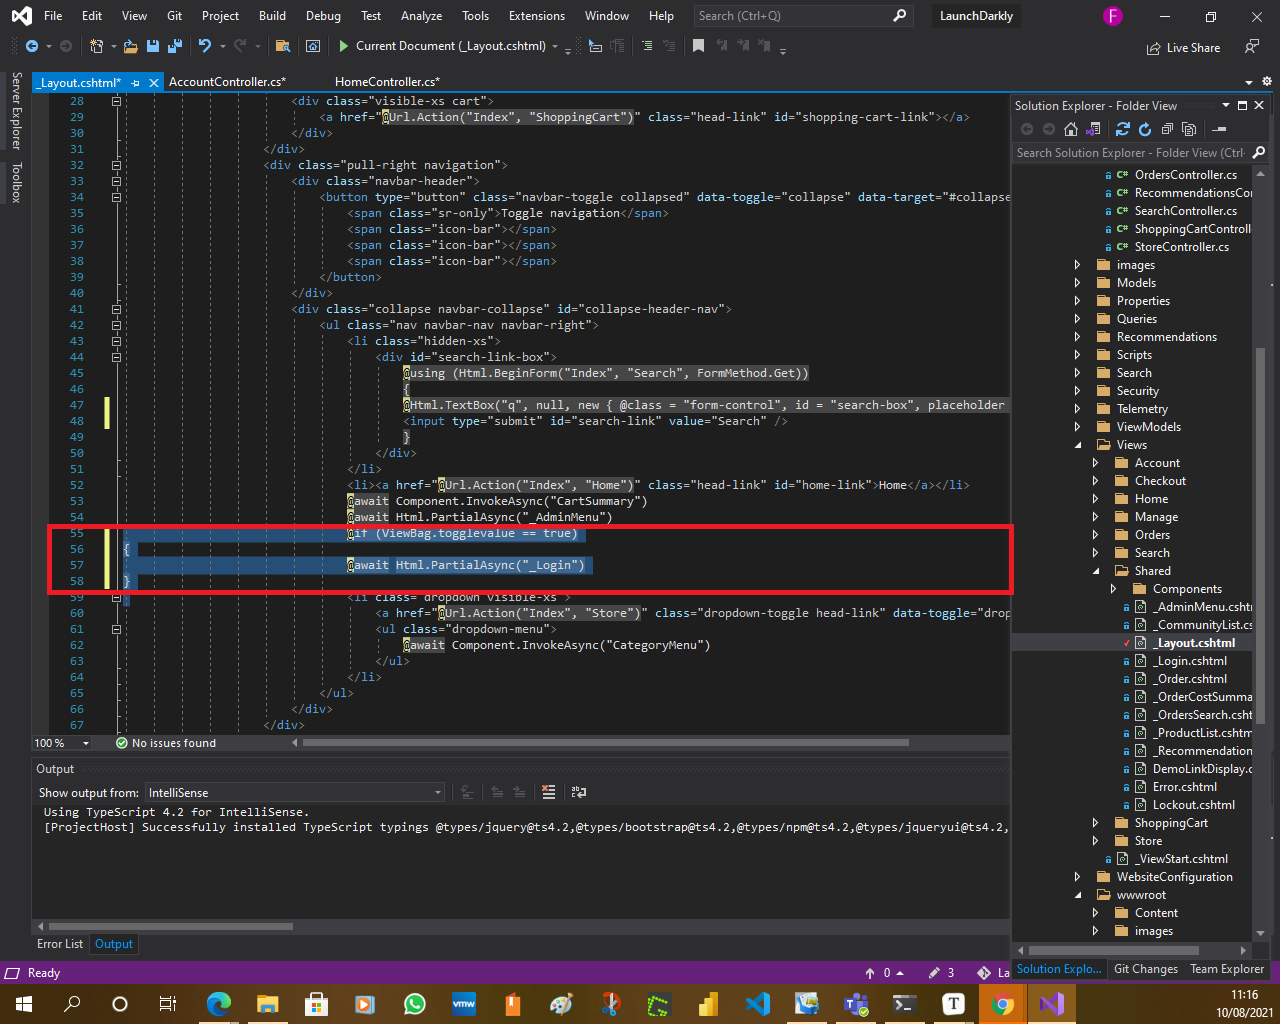 File Edit View Git Project Build Debug Test Analyze Tools Extensions Window Help Search (Ctrl+Q) LaunchDarkly F
Current Document (_Layout.cshtml) Live Share
_Layout.cshtml* AccountController.cs* HomeController.cs*
Server Explorer
Toolbox
28 <div class="visible-xs cart">
29 <a href="@Url.Action("Index", "ShoppingCart")" class="head-link" id="shopping-cart-link"></a>
30 </div>
31 </div>
32 <div class="pull-right navigation">
33 <div class="navbar-header">
34 <button type="button" class="navbar-toggle collapsed" data-toggle="collapse" data-target="#collapse
35 <span class="sr-only">Toggle navigation</span>
36 <span class="icon-bar"></span>
37 <span class="icon-bar"></span>
38 <span class="icon-bar"></span>
39 </button>
40 </div>
41 <div class="collapse navbar-collapse" id="collapse-header-nav">
42 <ul class="nav navbar-nav navbar-right">
43 <li class="hidden-xs">
44 <div id="search-link-box">
45 @using (Html.BeginForm("Index", "Search", FormMethod.Get))
46 {
47 @Html.TextBox("q", null, new { @class = "form-control", id = "search-box", placeholder
48 <input type="submit" id="search-link" value="Search" />
49 }
50 </div>
51 </li>
52 <li><a href="@Url.Action("Index", "Home")" class="head-link" id="home-link">Home</a></li>
53 @await Component.InvokeAsync("CartSummary")
54 @await Html.PartialAsync("_AdminMenu")
55 @if (ViewBag.togglevalue == true)
56 {
57 @await Html.PartialAsync("_Login")
58 }
59 <li class="dropdown visible-xs">
60 <a href="@Url.Action("Index", "Store")" class="dropdown-toggle head-link" data-toggle="drop
61 <ul class="dropdown-menu">
62 @await Component.InvokeAsync("CategoryMenu")
63 </ul>
64 </li>
65 </ul>
66 </div>
67 </div>
100 % No issues found
Output
Show output from: IntelliSense
Using TypeScript 4.2 for IntelliSense.
[ProjectHost] Successfully installed TypeScript typings @types/jquery@ts4.2,@types/bootstrap@ts4.2,@types/npm@ts4.2,@types/jqueryui@ts4.2,
Error List Output
Solution Explorer - Folder View
Search Solution Explorer - Folder View (Ctrl-
C# OrdersController.cs
C# RecommendationsCo
C# SearchController.cs
C# ShoppingCartControll
C# StoreController.cs
images
Models
Properties
Queries
Recommendations
Scripts
Search
Security
Telemetry
ViewModels
Views
Account
Checkout
Home
Manage
Orders
Search
Shared
Components
_AdminMenu.csht
_CommunityList.cs
_Layout.cshtml
_Login.cshtml
_Order.cshtml
_OrderCostSumma
_OrdersSearch.csht
_ProductList.cshtm
_Recommendation
DemoLinkDisplay.c
Error.cshtml
Lockout.cshtml
ShoppingCart
Store
_ViewStart.cshtml
WebsiteConfiguration
wwwroot
Content
images
Solution Explo... Git Changes Team Explorer
Ready 0 3 La
vmw T 11:16
10/08/2021